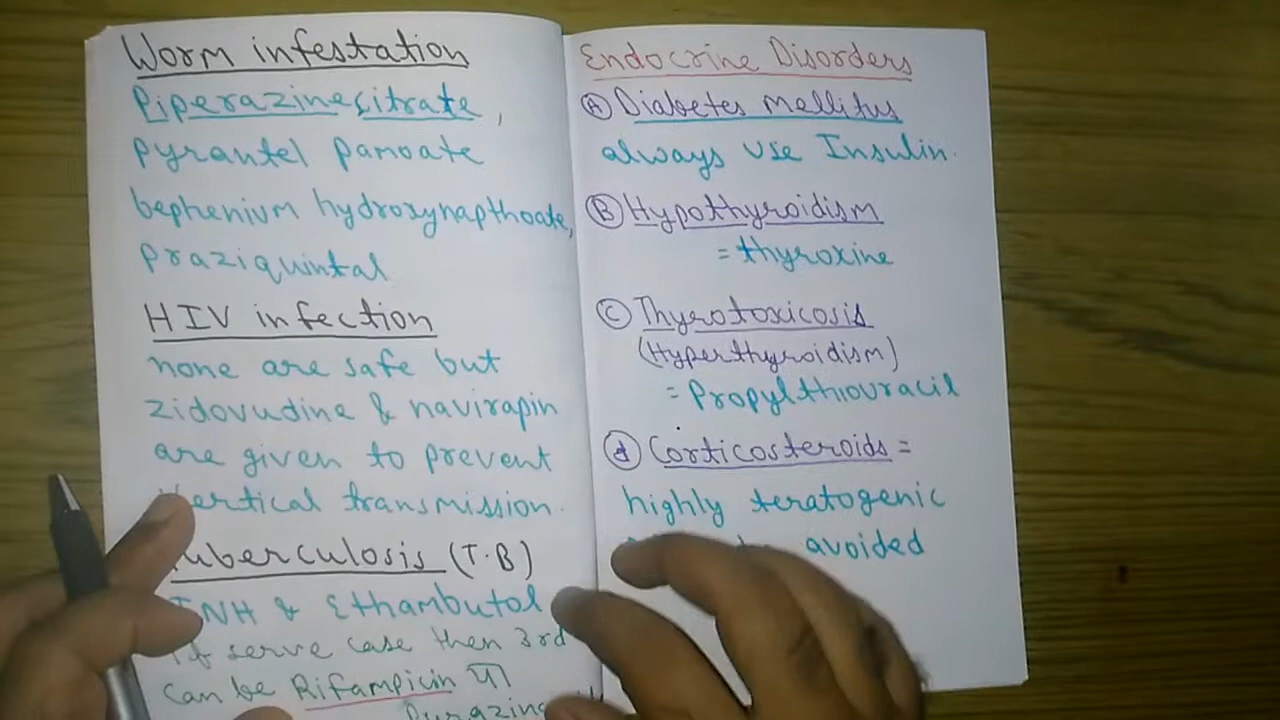 Worm infestation
Piperazine citrate,
pyrantel pamoate
bephenium hydroxynapthoate,
praziquintal
HIV infection
none are safe but
zidovudine & navirapin
are given to prevent
vertical transmission.
uberculosis (T.B)
INH & Ethambutol
If serve case then 3rd
can be Rifampicin या
Endocrine Disorders
(A) Diabetes mellitus
always use Insulin.
(B) Hypothyroidism
= thyroxine
(C) Thyrotoxicosis
(Hyperthyroidism)
= Propylthiouracil
(d) Corticosteroids =
highly teratogenic
avoided